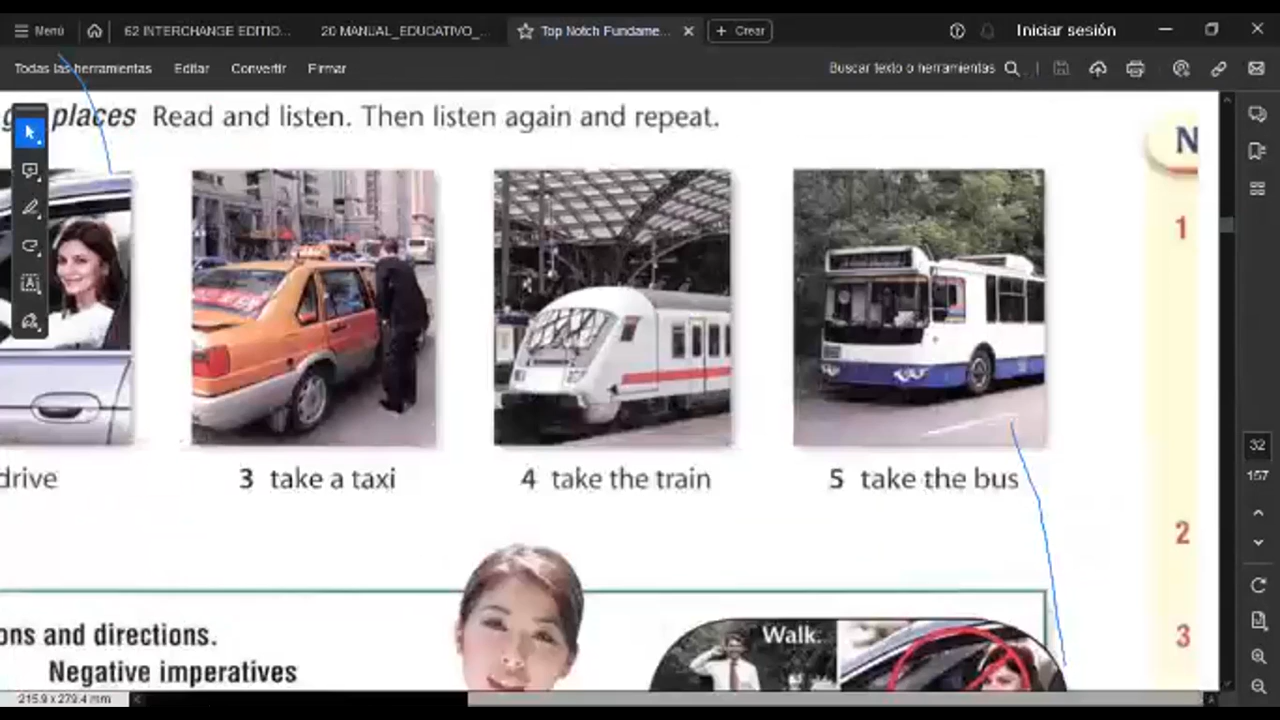 Menú
62 INTERCHANGE EDITIO...
20 MANUAL_EDUCATIVO_...
Top Notch Fundame...
+ Crear
Iniciar sesión
Todas las herramientas
Editar
Convertir
Firmar
Buscar texto o herramientas
places Read and listen. Then listen again and repeat.
N
1
drive
3 take a taxi
4 take the train
5 take the bus
32
157
2
ons and directions.
Walk.
3
Negative imperatives
215.9 x 279.4 mm